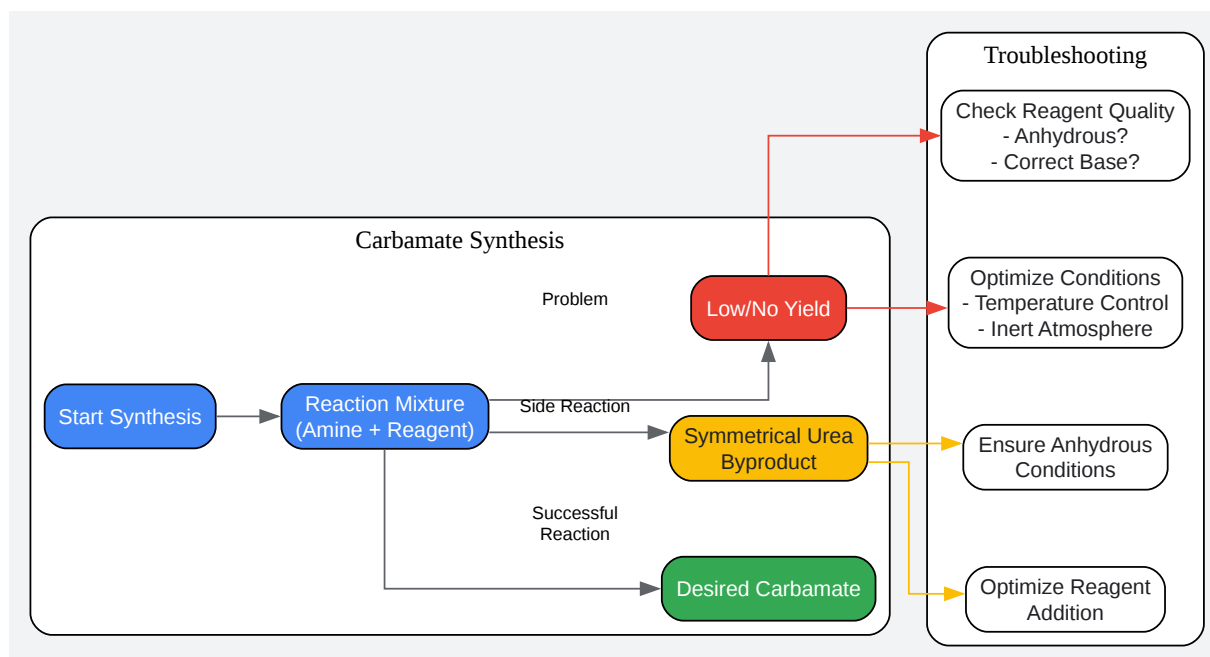 Troubleshooting
Check Reagent Quality
- Anhydrous?
- Correct Base?
Carbamate Synthesis
Problem
Low/No Yield
Optimize Conditions
- Temperature Control
- Inert Atmosphere
Start Synthesis
Reaction Mixture
(Amine + Reagent)
Side Reaction
Symmetrical Urea
Byproduct
Ensure Anhydrous
Conditions
Successful
Reaction
Desired Carbamate
Optimize Reagent
Addition